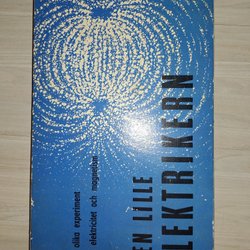 olika experiment
elektricitet och magnetism
EN LILLE
LEKTRIKERN